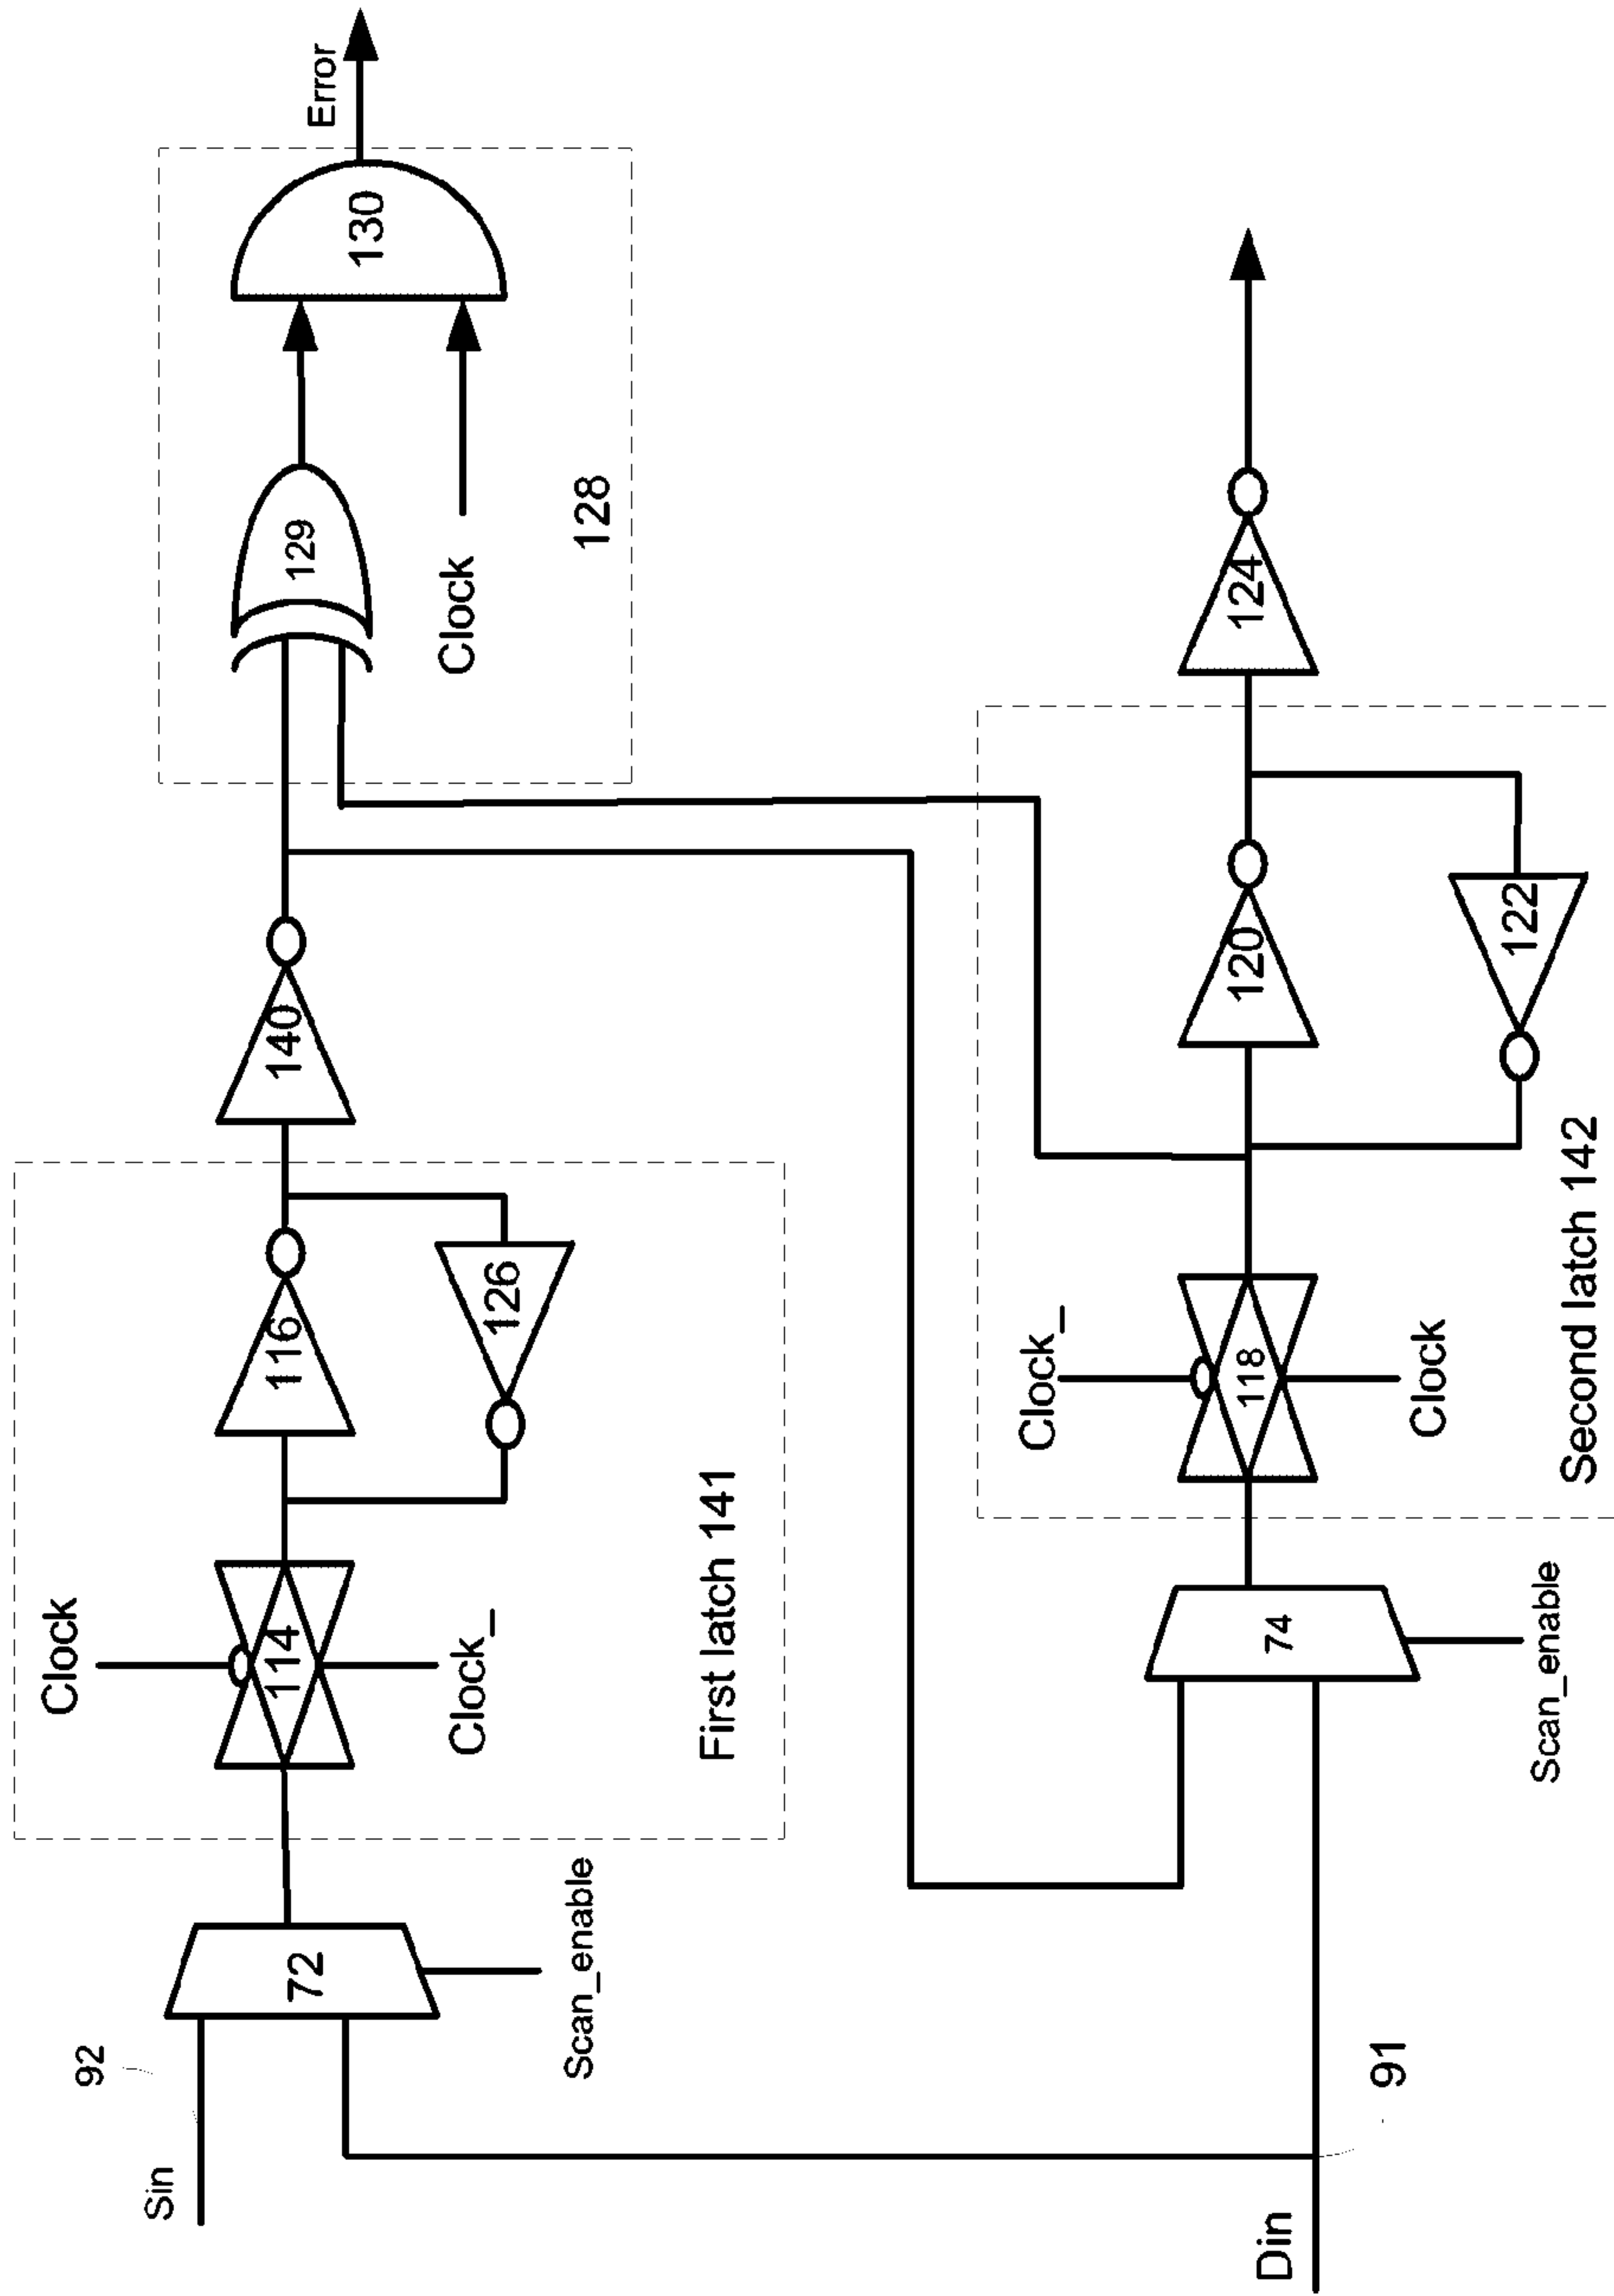 Sin
92
72
Scan_enable
Clock
114
Clock_
116
126
First latch 141
140
129
Clock
128
130
Error
Din
91
74
Scan_enable
Clock_
118
Clock
120
122
Second latch 142
124